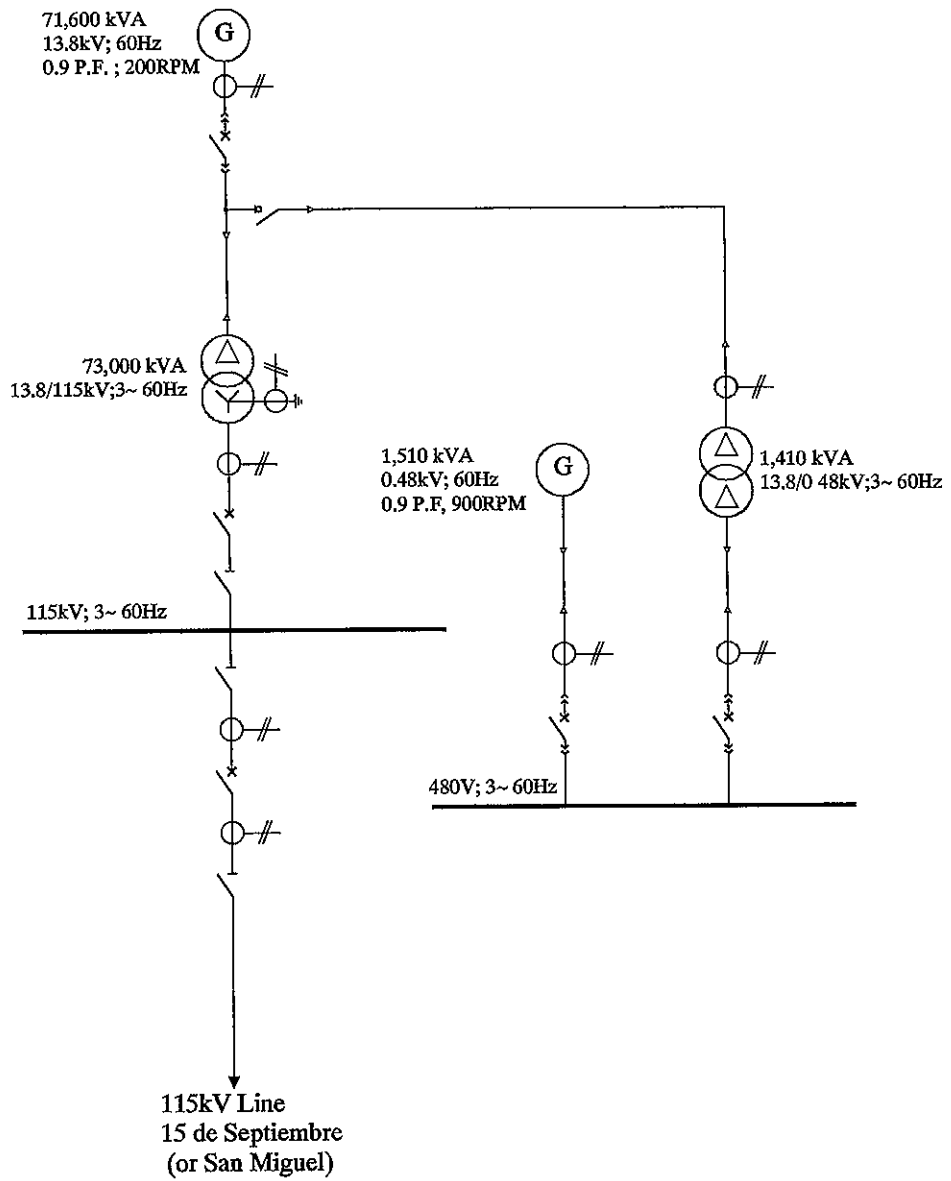 71,600 kVA
13.8kV; 60Hz
0.9 P.F. ; 200RPM
G
73,000 kVA
13.8/115kV;3~ 60Hz
1,510 kVA
0.48kV; 60Hz
0.9 P.F, 900RPM
G
1,410 kVA
13.8/0 48kV;3~ 60Hz
115kV; 3~ 60Hz
480V; 3~ 60Hz
115kV Line
15 de Septiembre
(or San Miguel)